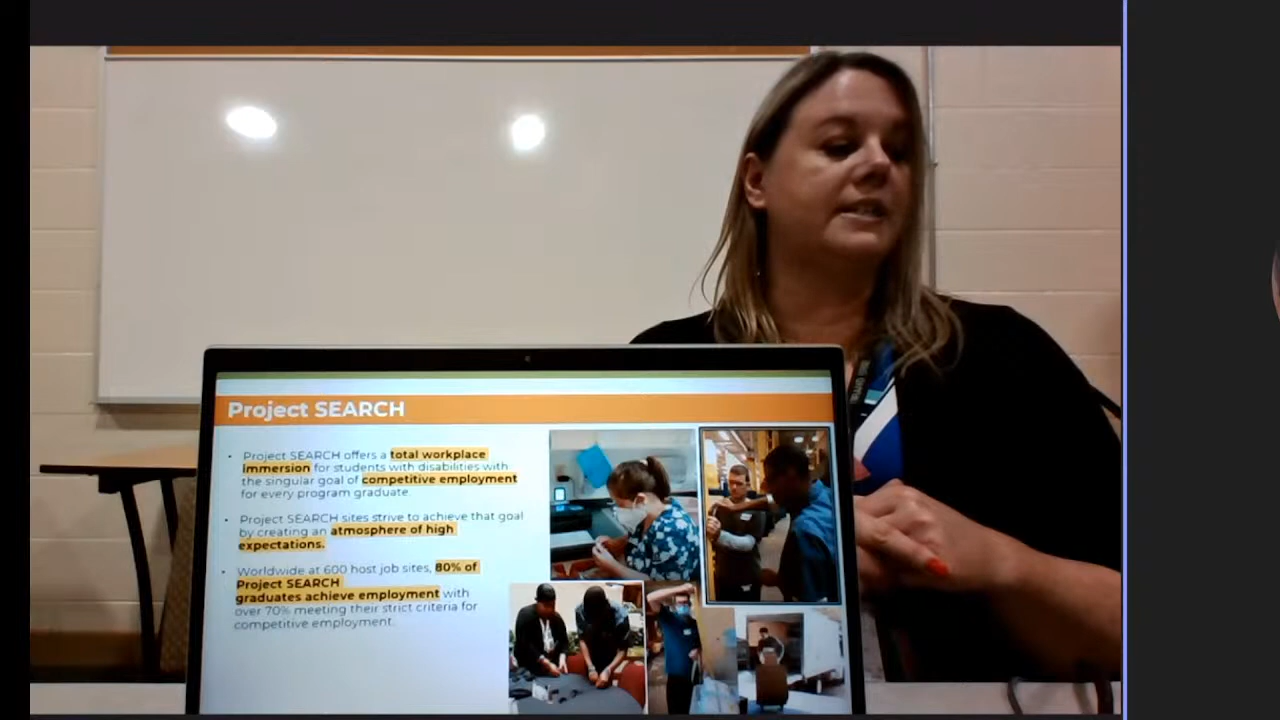 Project SEARCH
Project SEARCH offers a total workplace
immersion for students with disabilities with
the singular goal of competitive employment
for every program graduate.
Project SEARCH sites strive to achieve that goal
by creating an atmosphere of high
expectations.
Worldwide at 600 host job sites, 80% of
Project SEARCH
graduates achieve employment with
over 70% meeting their strict criteria for
competitive employment.